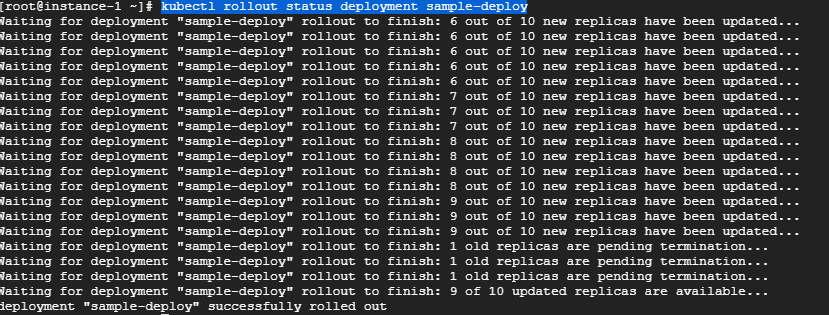 [root@instance-1 ~]# kubectl rollout status deployment sample-deploy
Waiting for deployment "sample-deploy" rollout to finish: 6 out of 10 new replicas have been updated...
Waiting for deployment "sample-deploy" rollout to finish: 6 out of 10 new replicas have been updated...
Waiting for deployment "sample-deploy" rollout to finish: 6 out of 10 new replicas have been updated...
Waiting for deployment "sample-deploy" rollout to finish: 6 out of 10 new replicas have been updated...
Waiting for deployment "sample-deploy" rollout to finish: 6 out of 10 new replicas have been updated...
Waiting for deployment "sample-deploy" rollout to finish: 7 out of 10 new replicas have been updated...
Waiting for deployment "sample-deploy" rollout to finish: 7 out of 10 new replicas have been updated...
Waiting for deployment "sample-deploy" rollout to finish: 7 out of 10 new replicas have been updated...
Waiting for deployment "sample-deploy" rollout to finish: 8 out of 10 new replicas have been updated...
Waiting for deployment "sample-deploy" rollout to finish: 8 out of 10 new replicas have been updated...
Waiting for deployment "sample-deploy" rollout to finish: 8 out of 10 new replicas have been updated...
Waiting for deployment "sample-deploy" rollout to finish: 8 out of 10 new replicas have been updated...
Waiting for deployment "sample-deploy" rollout to finish: 9 out of 10 new replicas have been updated...
Waiting for deployment "sample-deploy" rollout to finish: 9 out of 10 new replicas have been updated...
Waiting for deployment "sample-deploy" rollout to finish: 9 out of 10 new replicas have been updated...
Waiting for deployment "sample-deploy" rollout to finish: 1 old replicas are pending termination...
Waiting for deployment "sample-deploy" rollout to finish: 1 old replicas are pending termination...
Waiting for deployment "sample-deploy" rollout to finish: 1 old replicas are pending termination...
Waiting for deployment "sample-deploy" rollout to finish: 9 of 10 updated replicas are available...
deployment "sample-deploy" successfully rolled out